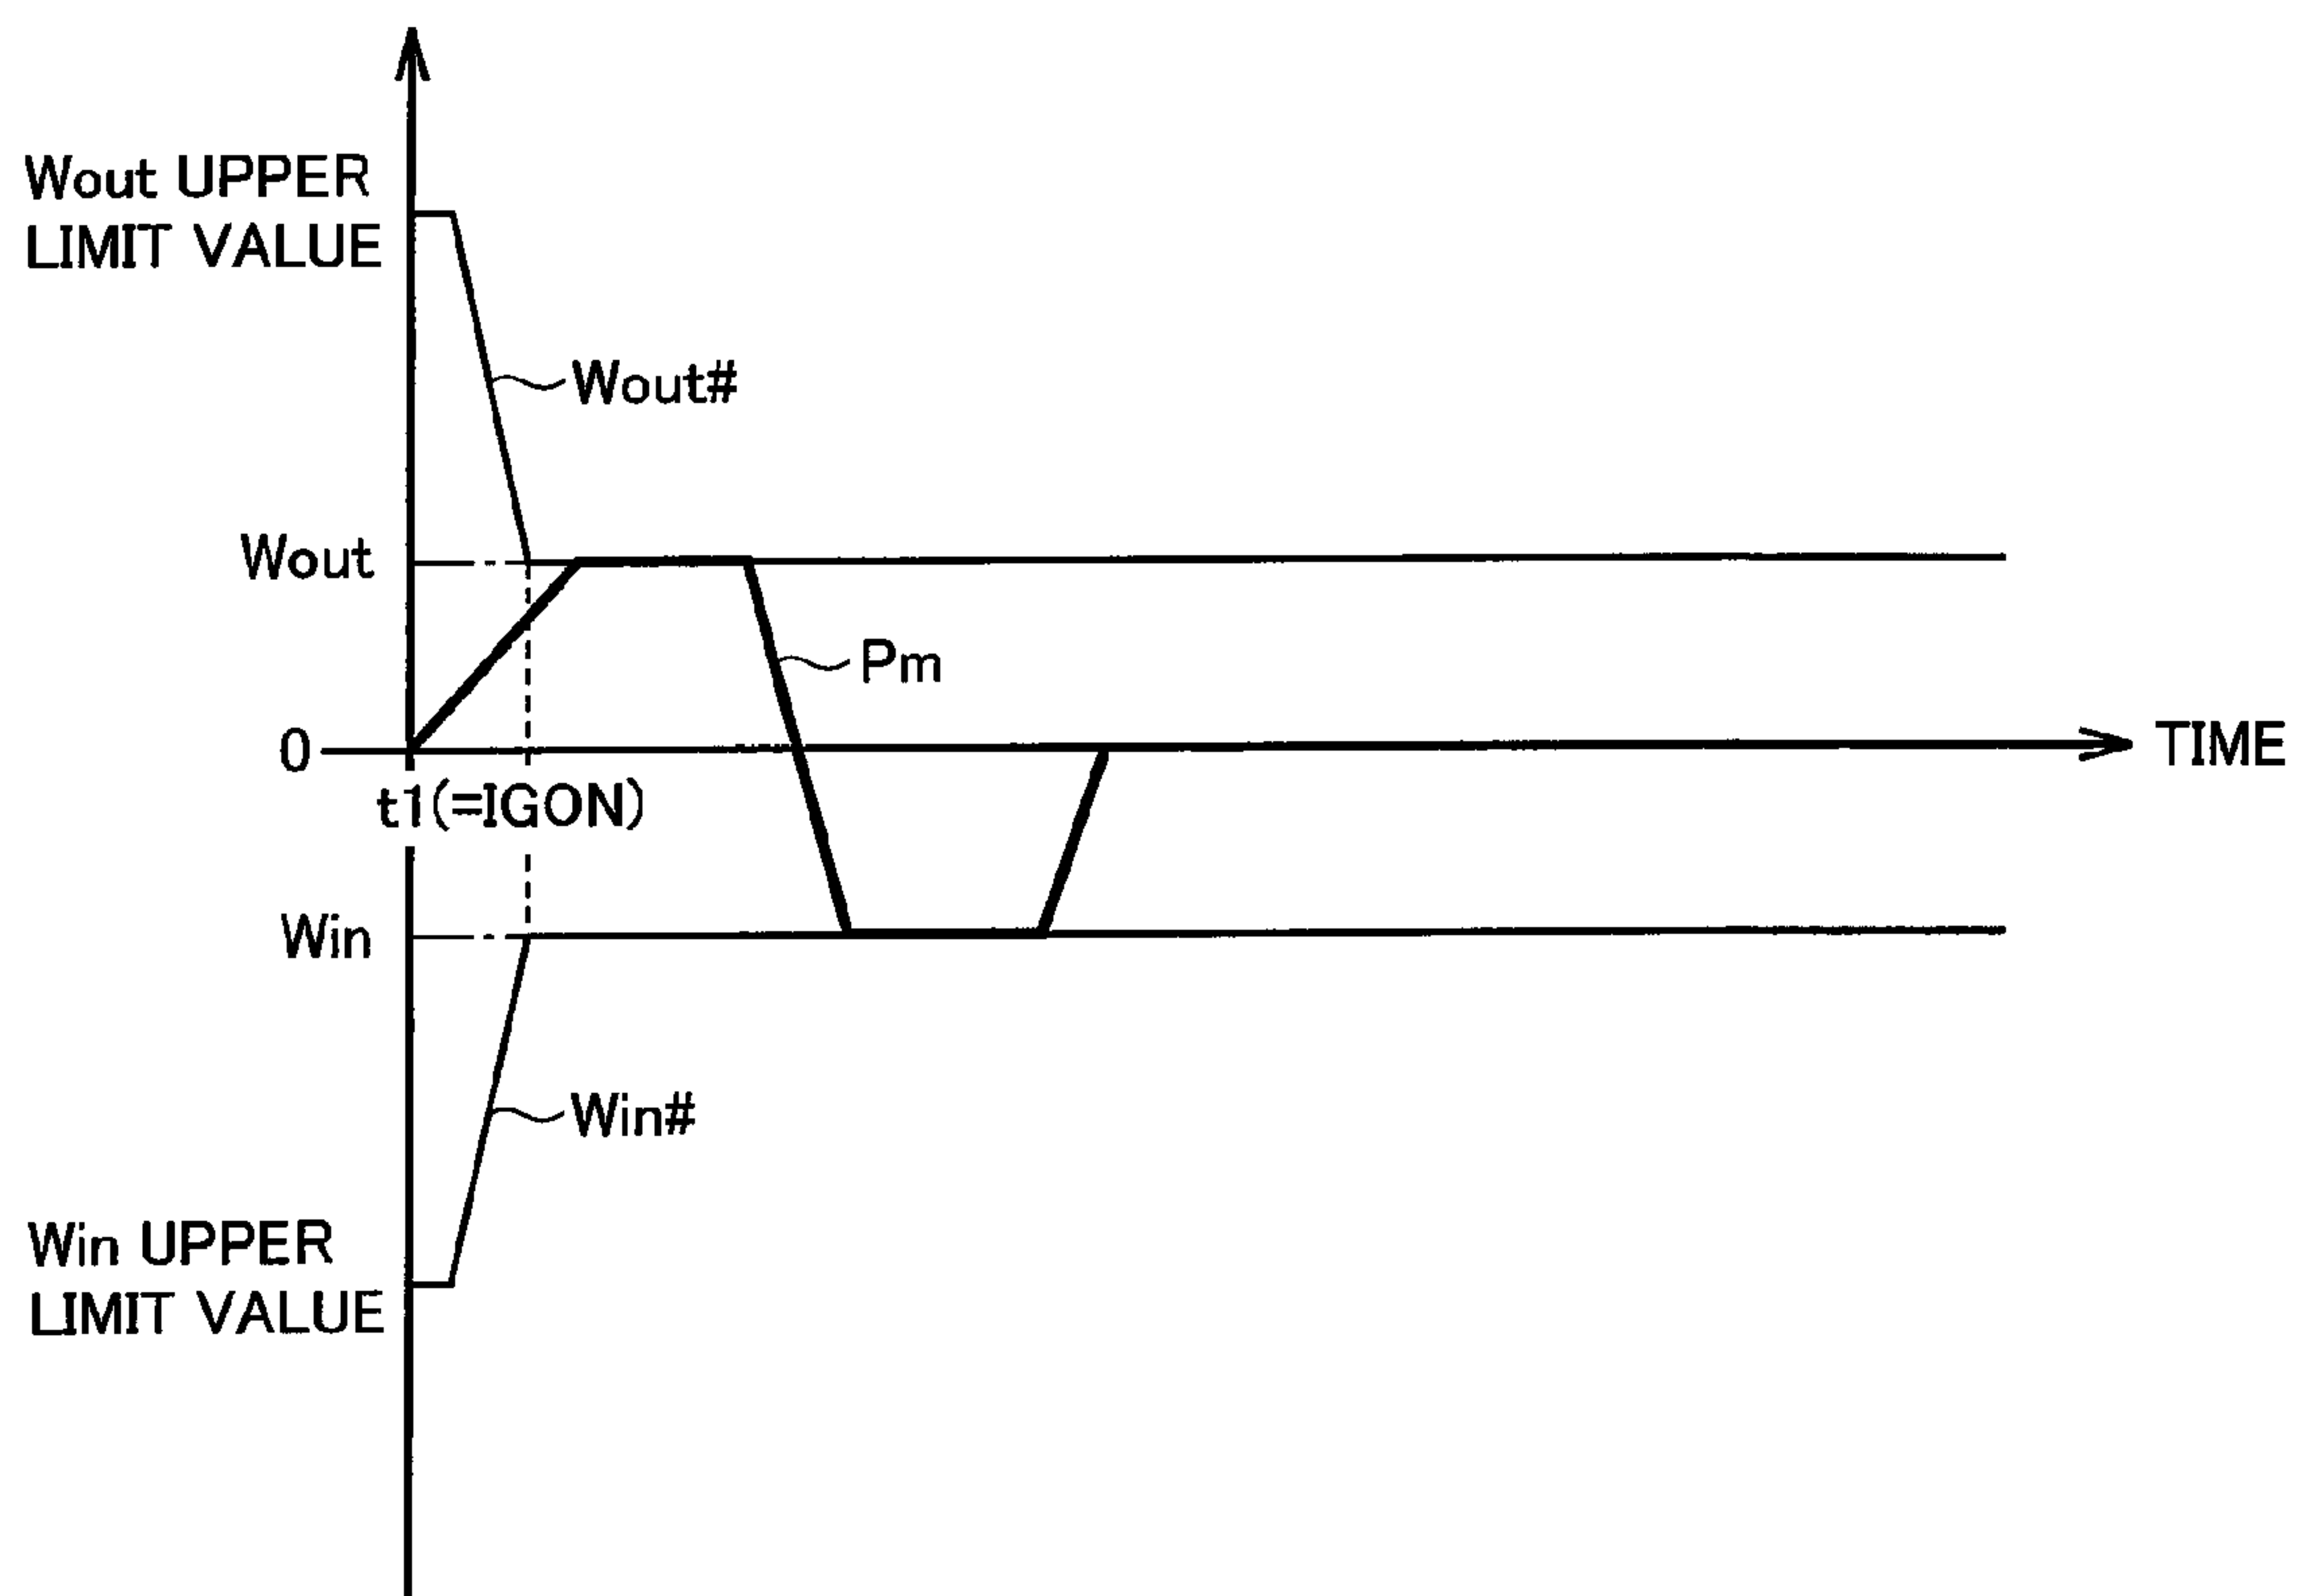 Wout UPPER
LIMIT VALUE
Wout#
Wout
Pm
0
TIME
t1(=IGON)
Win
Win#
Win UPPER
LIMIT VALUE